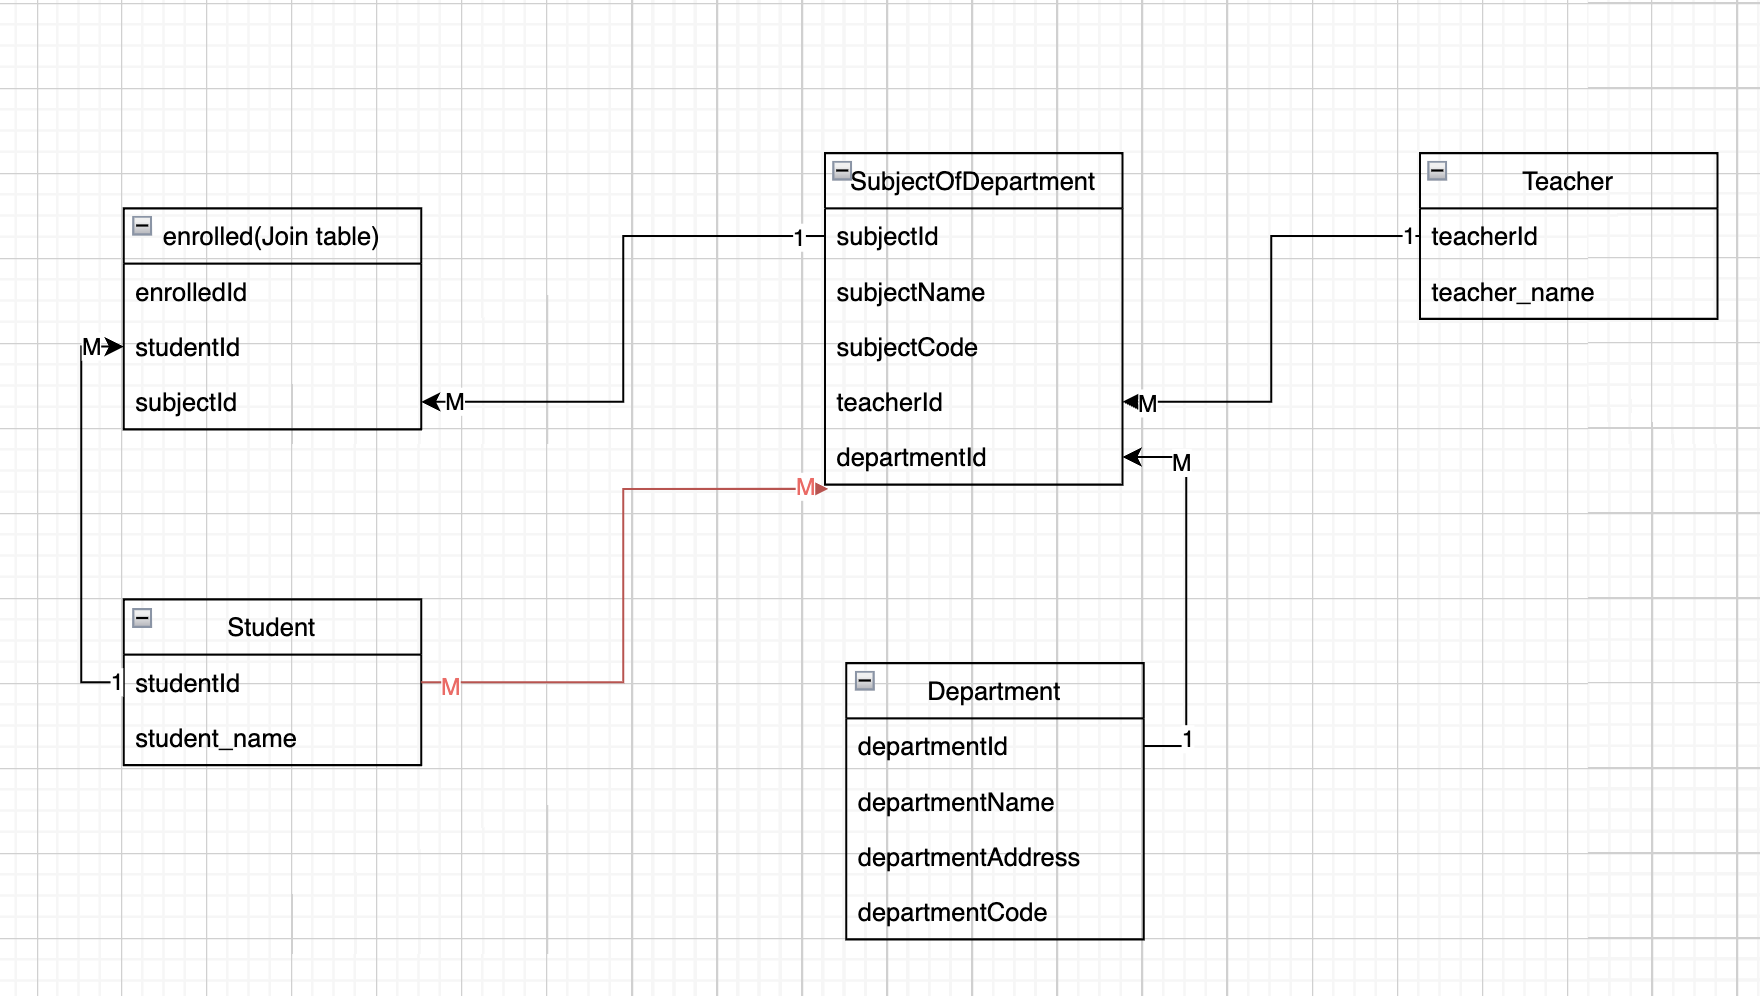 enrolled(Join table)
enrolledId
studentId
subjectId
M
M
SubjectOfDepartment
subjectId
subjectName
subjectCode
teacherId
departmentId
1
M
M
M
Teacher
teacherId
teacher_name
1
Student
studentId
student_name
1
M
Department
departmentId
departmentName
departmentAddress
departmentCode
1